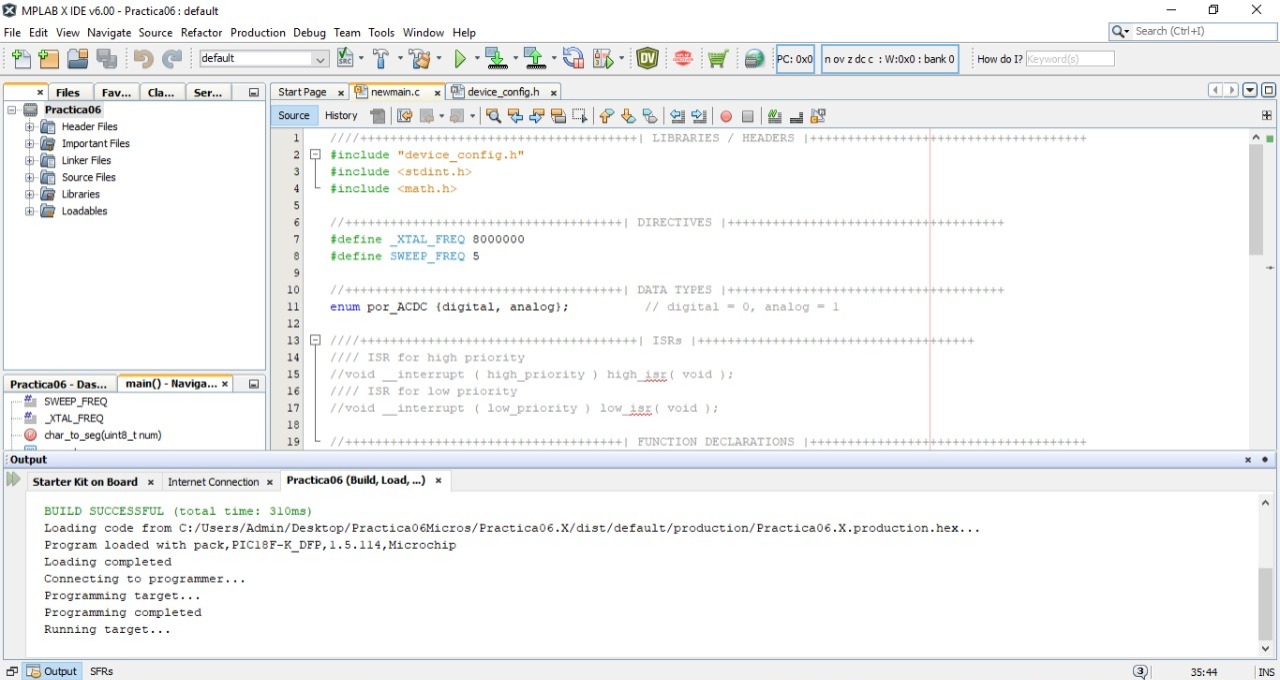 MPLAB X IDE v6.00 - Practica06 : default
File Edit View Navigate Source Refactor Production Debug Team Tools Window Help
Search (Ctrl+I)
default
PC: 0x0
n ov z dc c : W:0x0 : bank 0
How do I? Keyword(s)
Files Fav... Cla... Ser...
Practica06
Header Files
Important Files
Linker Files
Source Files
Libraries
Loadables
Practica06 - Das... main() - Naviga...
SWEEP_FREQ
_XTAL_FREQ
char_to_seg(uint8_t num)
Start Page newmain.c device_config.h
Source History
1 ////+++++++++++++++++++++++++++++++++++++| LIBRARIES / HEADERS |+++++++++++++++++++++++++++++++++++++
2 #include "device_config.h"
3 #include <stdint.h>
4 #include <math.h>
5
6 //+++++++++++++++++++++++++++++++++++++| DIRECTIVES |+++++++++++++++++++++++++++++++++++++
7 #define _XTAL_FREQ 8000000
8 #define SWEEP_FREQ 5
9
10 //+++++++++++++++++++++++++++++++++++++| DATA TYPES |+++++++++++++++++++++++++++++++++++++
11 enum por_ACDC {digital, analog}; // digital = 0, analog = 1
12
13 ////+++++++++++++++++++++++++++++++++++++| ISRs |+++++++++++++++++++++++++++++++++
14 //// ISR for high priority
15 //void __interrupt ( high_priority ) high_isr( void );
16 //// ISR for low priority
17 //void __interrupt ( low_priority ) low_isr( void );
18
19 //+++++++++++++++++++++++++++++++++++++| FUNCTION DECLARATIONS |+++++++++++++++++++++++++++++++++++++
Output
Starter Kit on Board Internet Connection Practica06 (Build, Load, ...)
BUILD SUCCESSFUL (total time: 310ms)
Loading code from C:/Users/Admin/Desktop/Practica06Micros/Practica06.X/dist/default/production/Practica06.X.production.hex...
Program loaded with pack,PIC18F-K_DFP,1.5.114,Microchip
Loading completed
Connecting to programmer...
Programming target...
Programming completed
Running target...
Output SFRs
3
35:44
INS